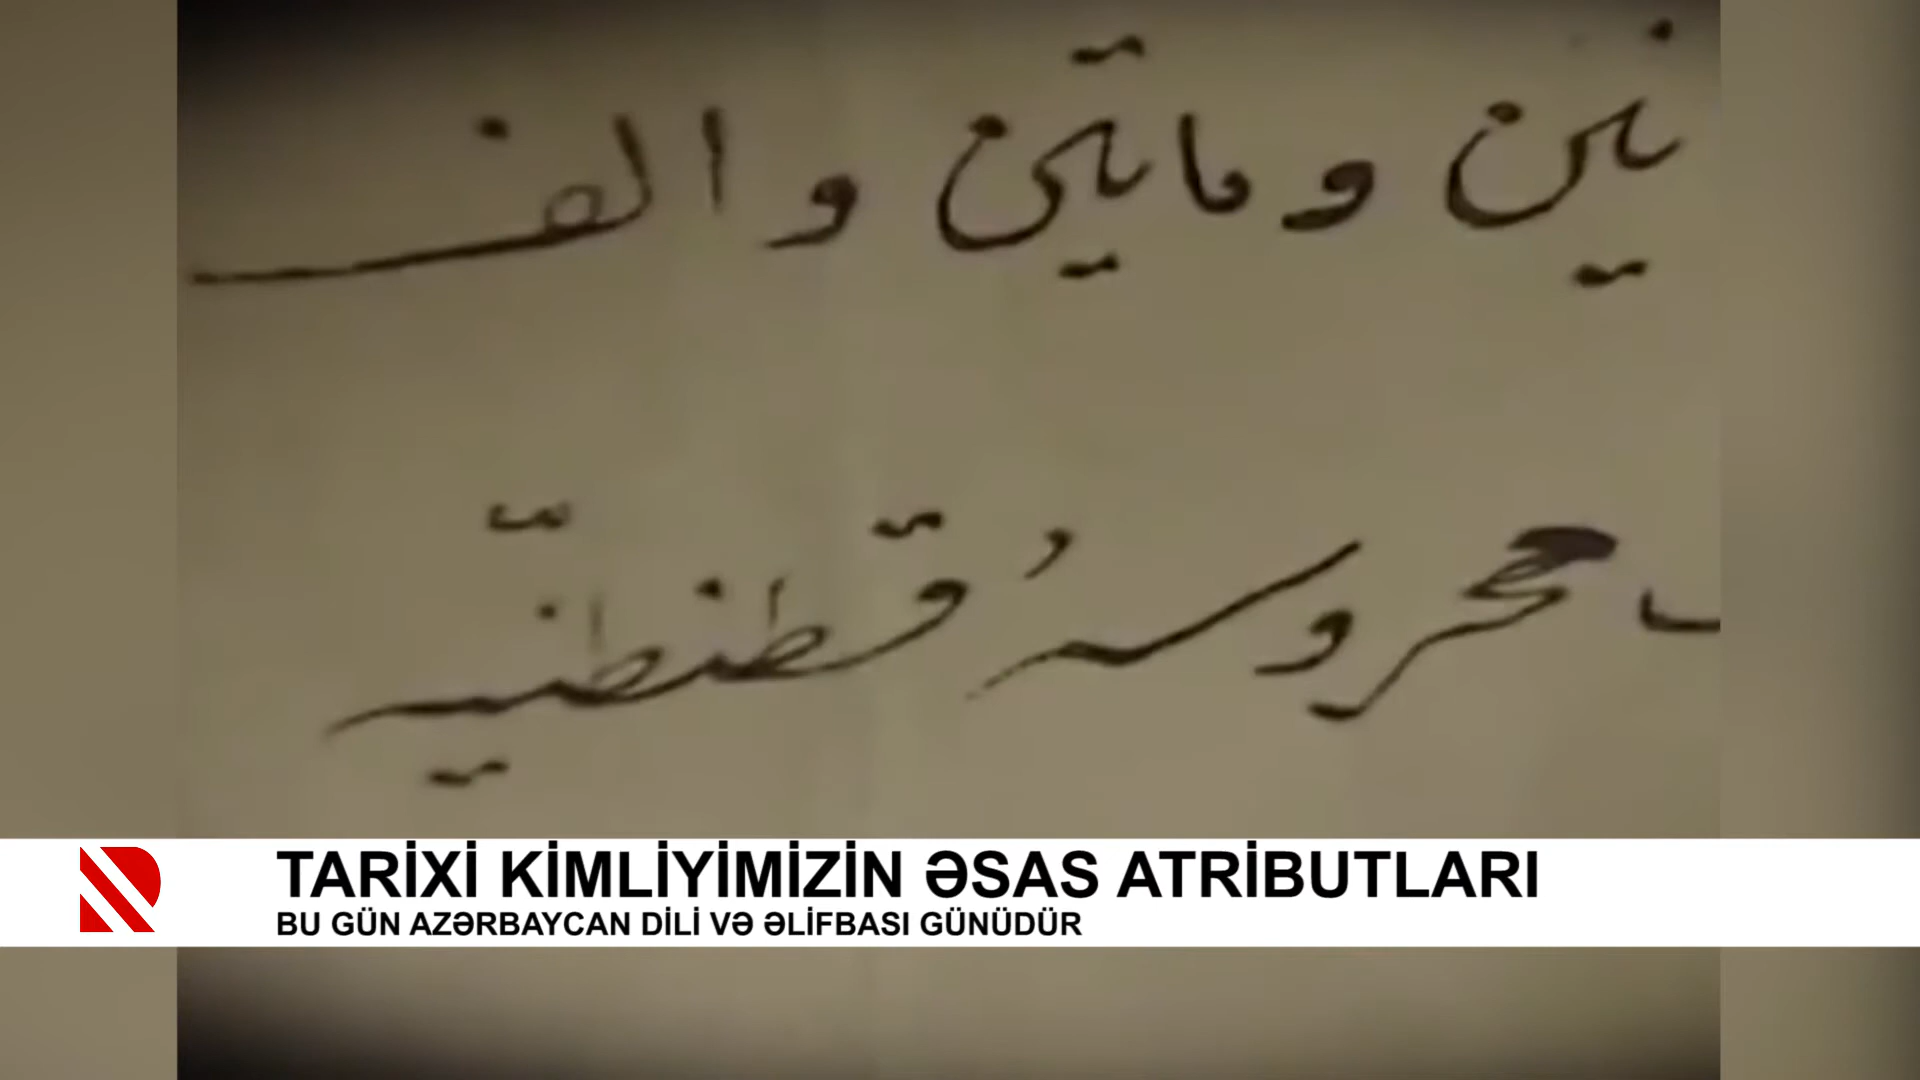 نين و مأتين و الف
محروسهٔ قسطنطنيه
TARİXİ KİMLİYİMİZİN ƏSAS ATRİBUTLARI
BU GÜN AZƏRBAYCAN DİLİ VƏ ƏLİFBASI GÜNÜDÜR